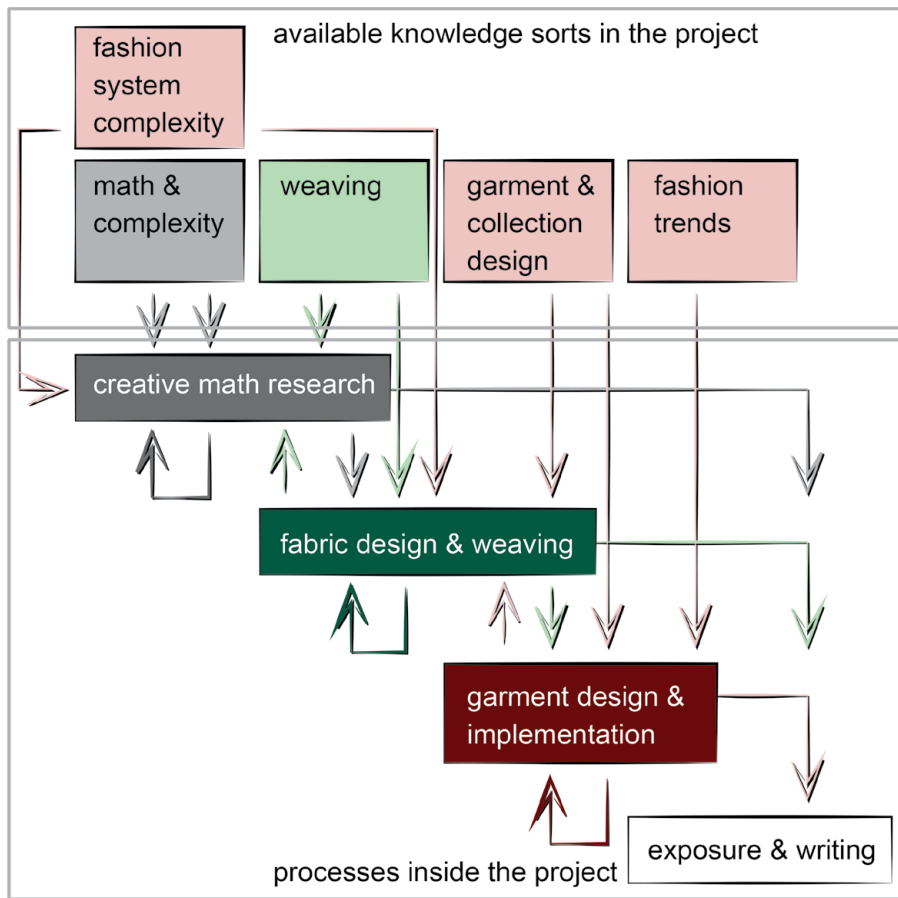 available knowledge sorts in the project
fashion
system
complexity
math &
complexity
weaving
garment &
collection
design
fashion
trends
creative math research
fabric design & weaving
garment design &
implementation
exposure & writing
processes inside the project